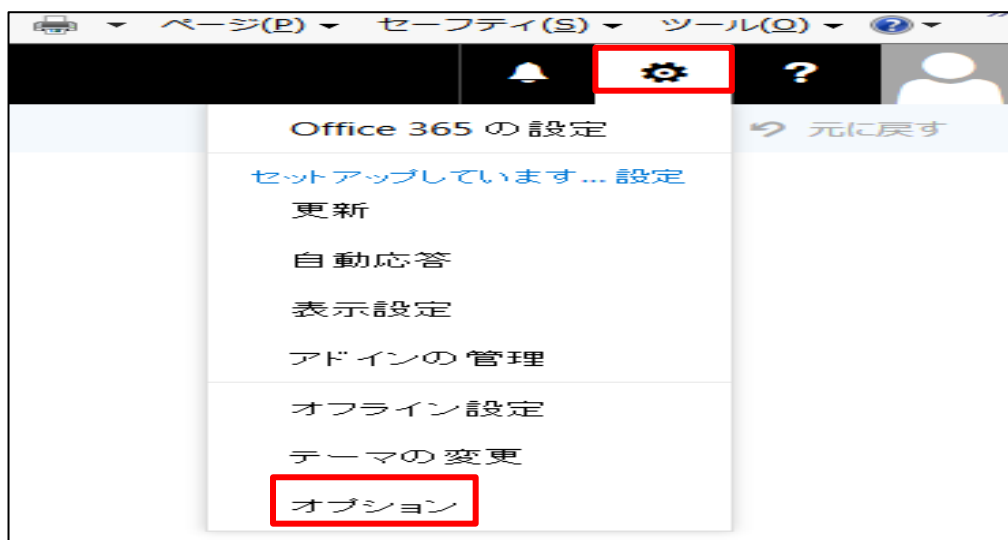 ページ(P) セーフティ(S) ツール(O)
?
Office 365 の設定 元に戻す
セットアップしています... 設定
更新
自動応答
表示設定
アドインの管理
オフライン設定
テーマの変更
オプション